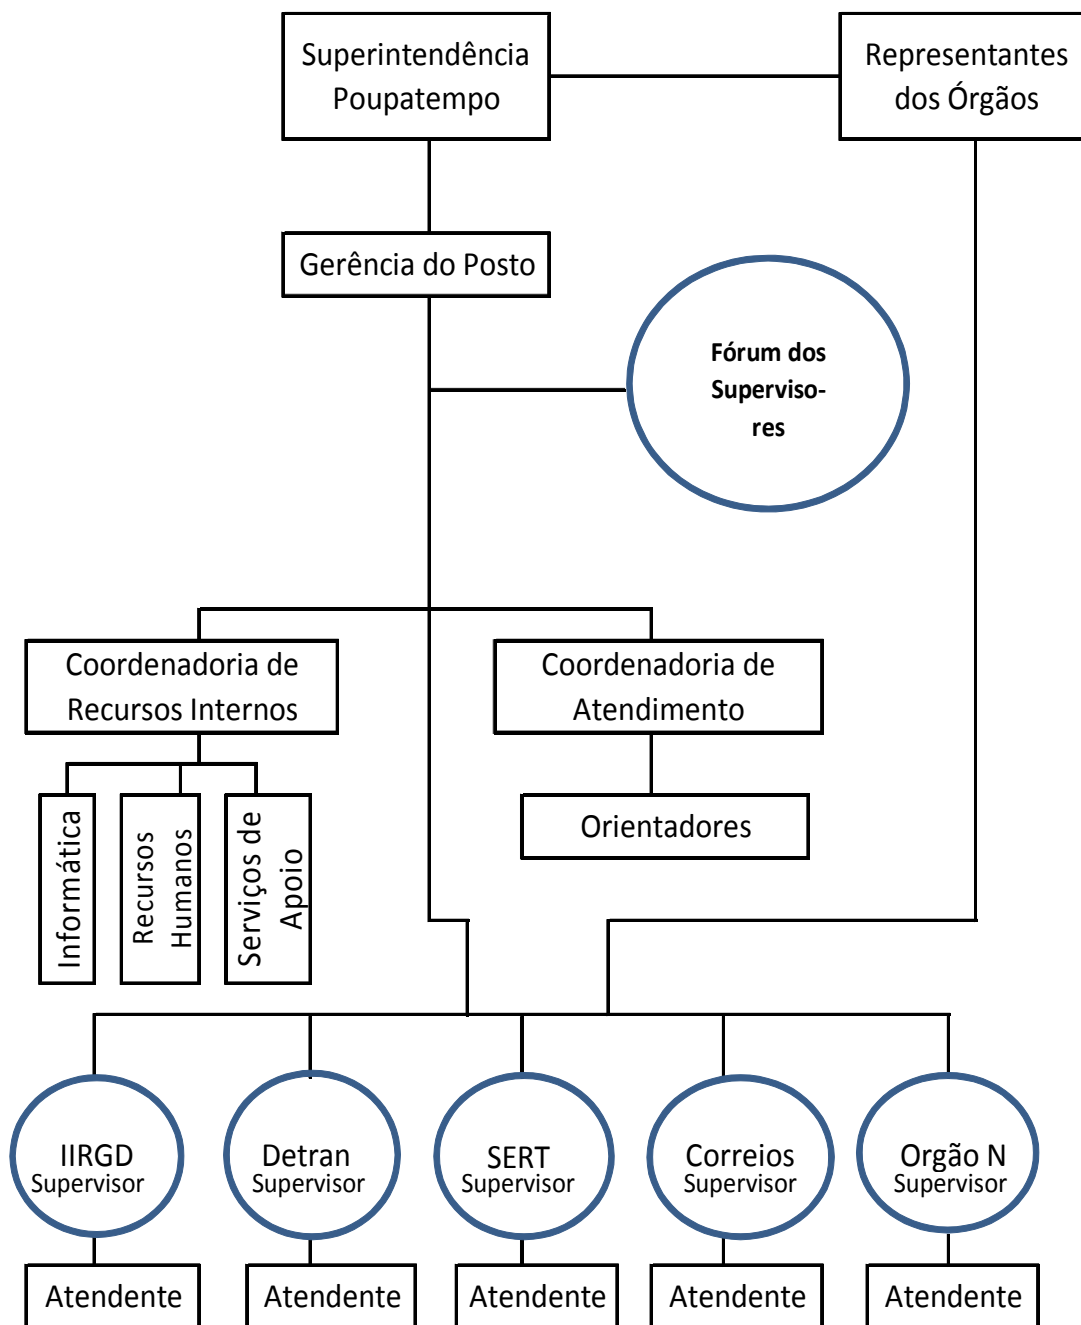 Superintendência
Poupatempo
Representantes
dos Órgãos
Gerência do Posto
Fórum dos
Superviso-
res
Coordenadoria de
Recursos Internos
Coordenadoria de
Atendimento
Informática
Recursos
Humanos
Serviços de
Apoio
Orientadores
IIRGD
Supervisor
Detran
Supervisor
SERT
Supervisor
Correios
Supervisor
Orgão N
Supervisor
Atendente
Atendente
Atendente
Atendente
Atendente